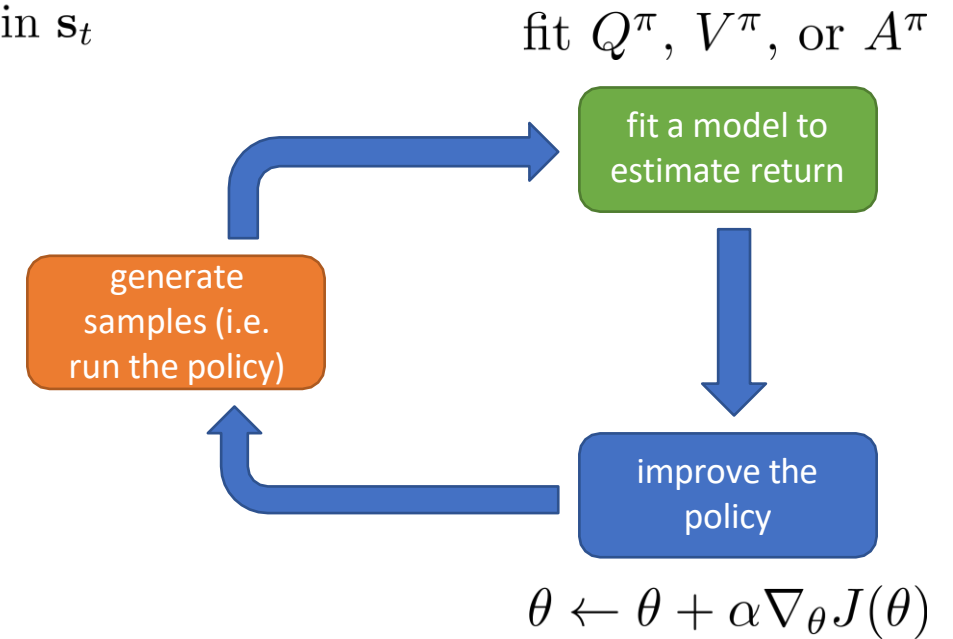 in s_t
fit Q^π, V^π, or A^π
fit a model to
estimate return
generate
samples (i.e.
run the policy)
improve the
policy
θ ← θ + α∇_θ J(θ)